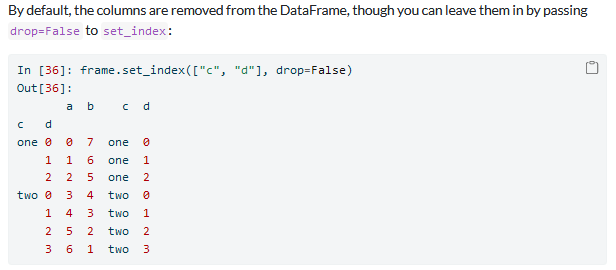 By default, the columns are removed from the DataFrame, though you can leave them in by passing
drop=False to set_index:
In [36]: frame.set_index(["c", "d"], drop=False)
Out[36]:
       a  b    c  d
c   d
one 0  0  7  one  0
    1  1  6  one  1
    2  2  5  one  2
two 0  3  4  two  0
    1  4  3  two  1
    2  5  2  two  2
    3  6  1  two  3